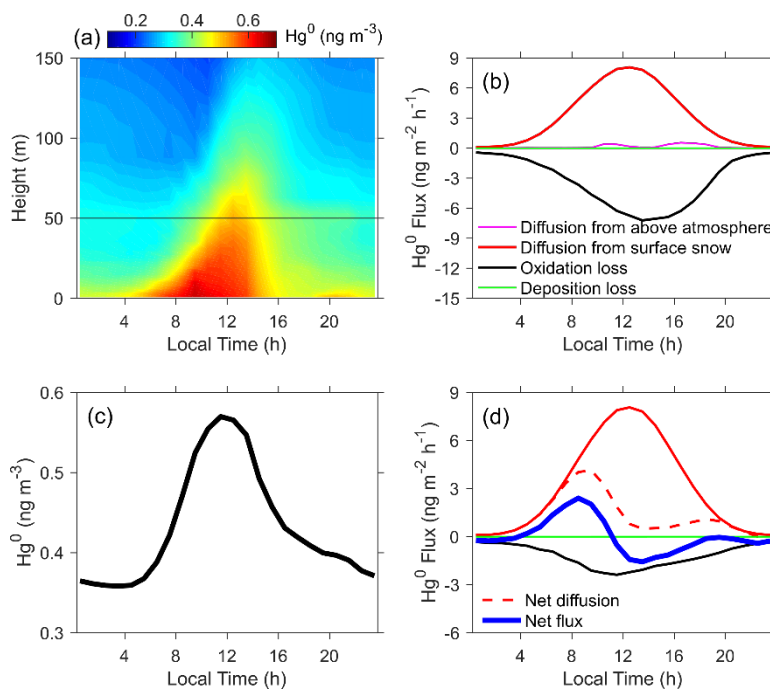 0.2 0.4 0.6
Hg⁰ (ng m⁻³)
(a)
150
100
50
0
Height (m)
4 8 12 16 20
Local Time (h)
(b)
9
6
3
0
-3
-6
-9
-12
-15
Hg⁰ Flux (ng m⁻² h⁻¹)
Diffusion from above atmosphere
Diffusion from surface snow
Oxidation loss
Deposition loss
4 8 12 16 20
Local Time (h)
(c)
0.6
0.5
0.4
0.3
Hg⁰ (ng m⁻³)
4 8 12 16 20
Local Time (h)
(d)
9
6
3
0
-3
-6
Hg⁰ Flux (ng m⁻² h⁻¹)
Net diffusion
Net flux
4 8 12 16 20
Local Time (h)